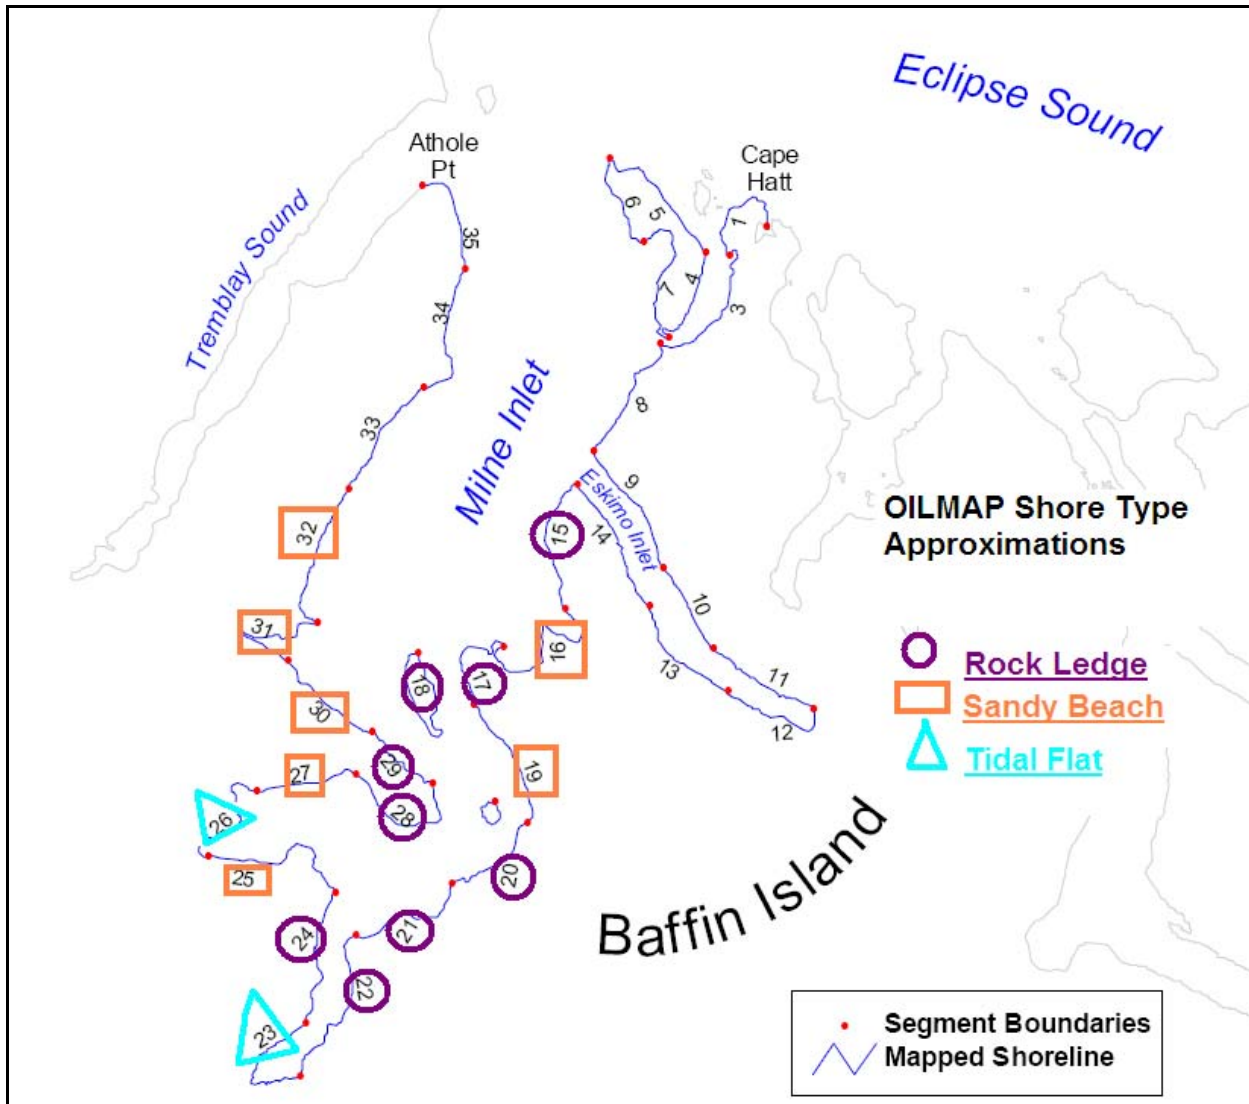 Eclipse Sound
Athole
Pt
Cape
Hatt
Tremblay Sound
Milne Inlet
Eskimo Inlet
Baffin Island
1
3
4
5
6
7
8
9
10
11
12
13
14
15
16
17
18
19
20
21
22
23
24
25
26
27
28
29
30
31
32
33
34
35
OILMAP Shore Type
Approximations
Rock Ledge
Sandy Beach
Tidal Flat
Segment Boundaries
Mapped Shoreline